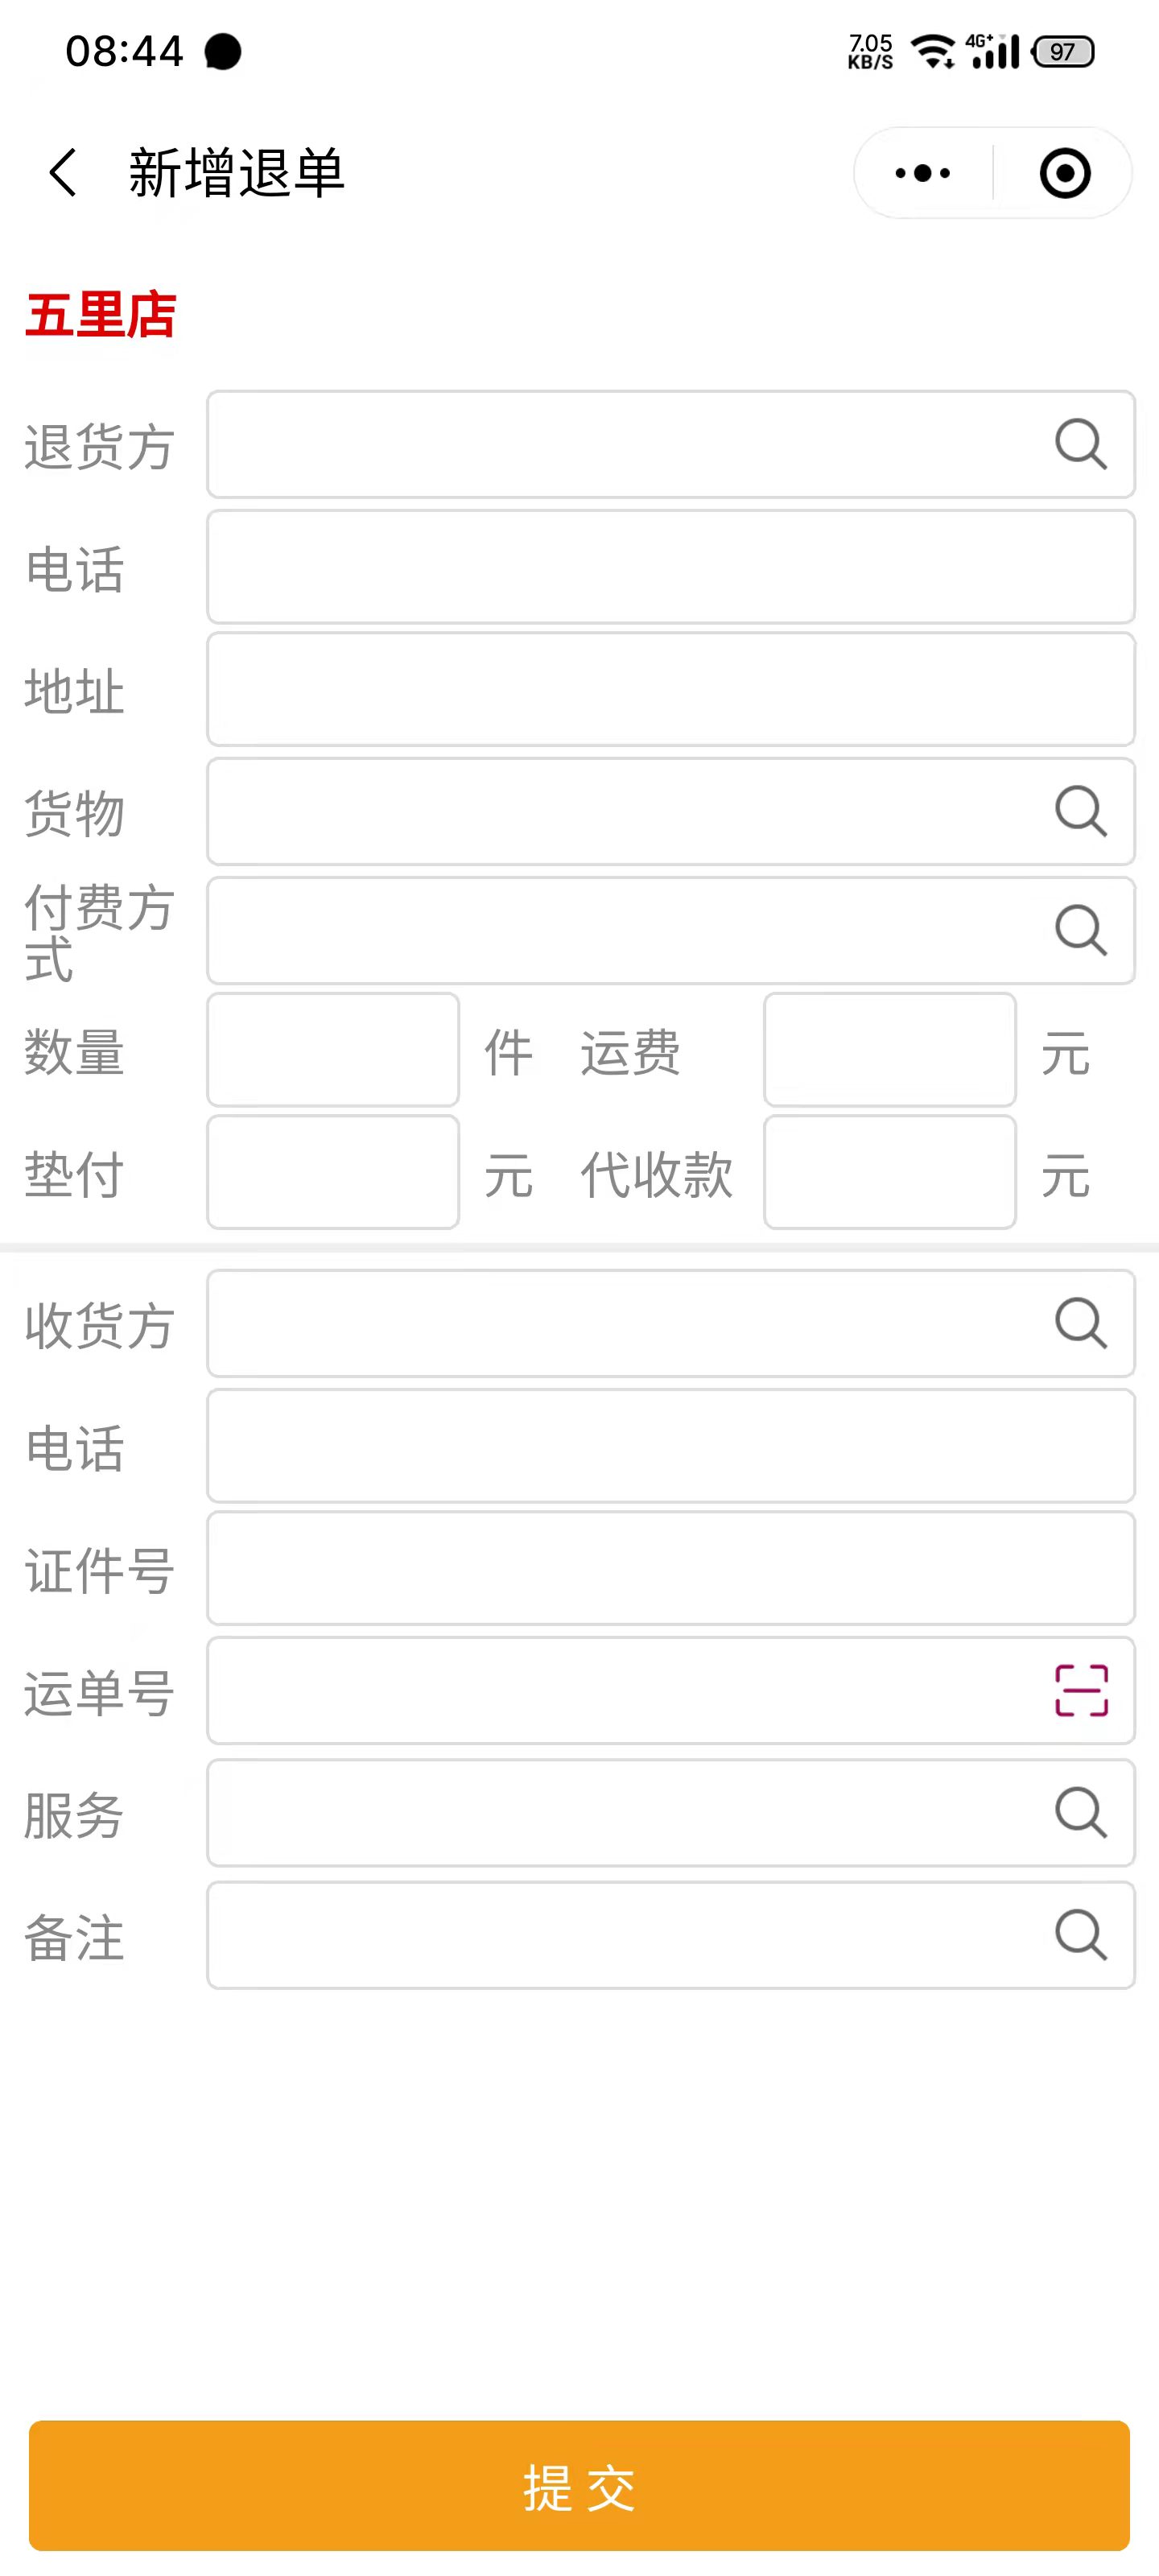 08:44
7.05 KB/S
4G+
97
新增退单
五里店
退货方
电话
地址
货物
付费方
式
数量 件 运费 元
垫付 元 代收款 元
收货方
电话
证件号
运单号
服务
备注
提交